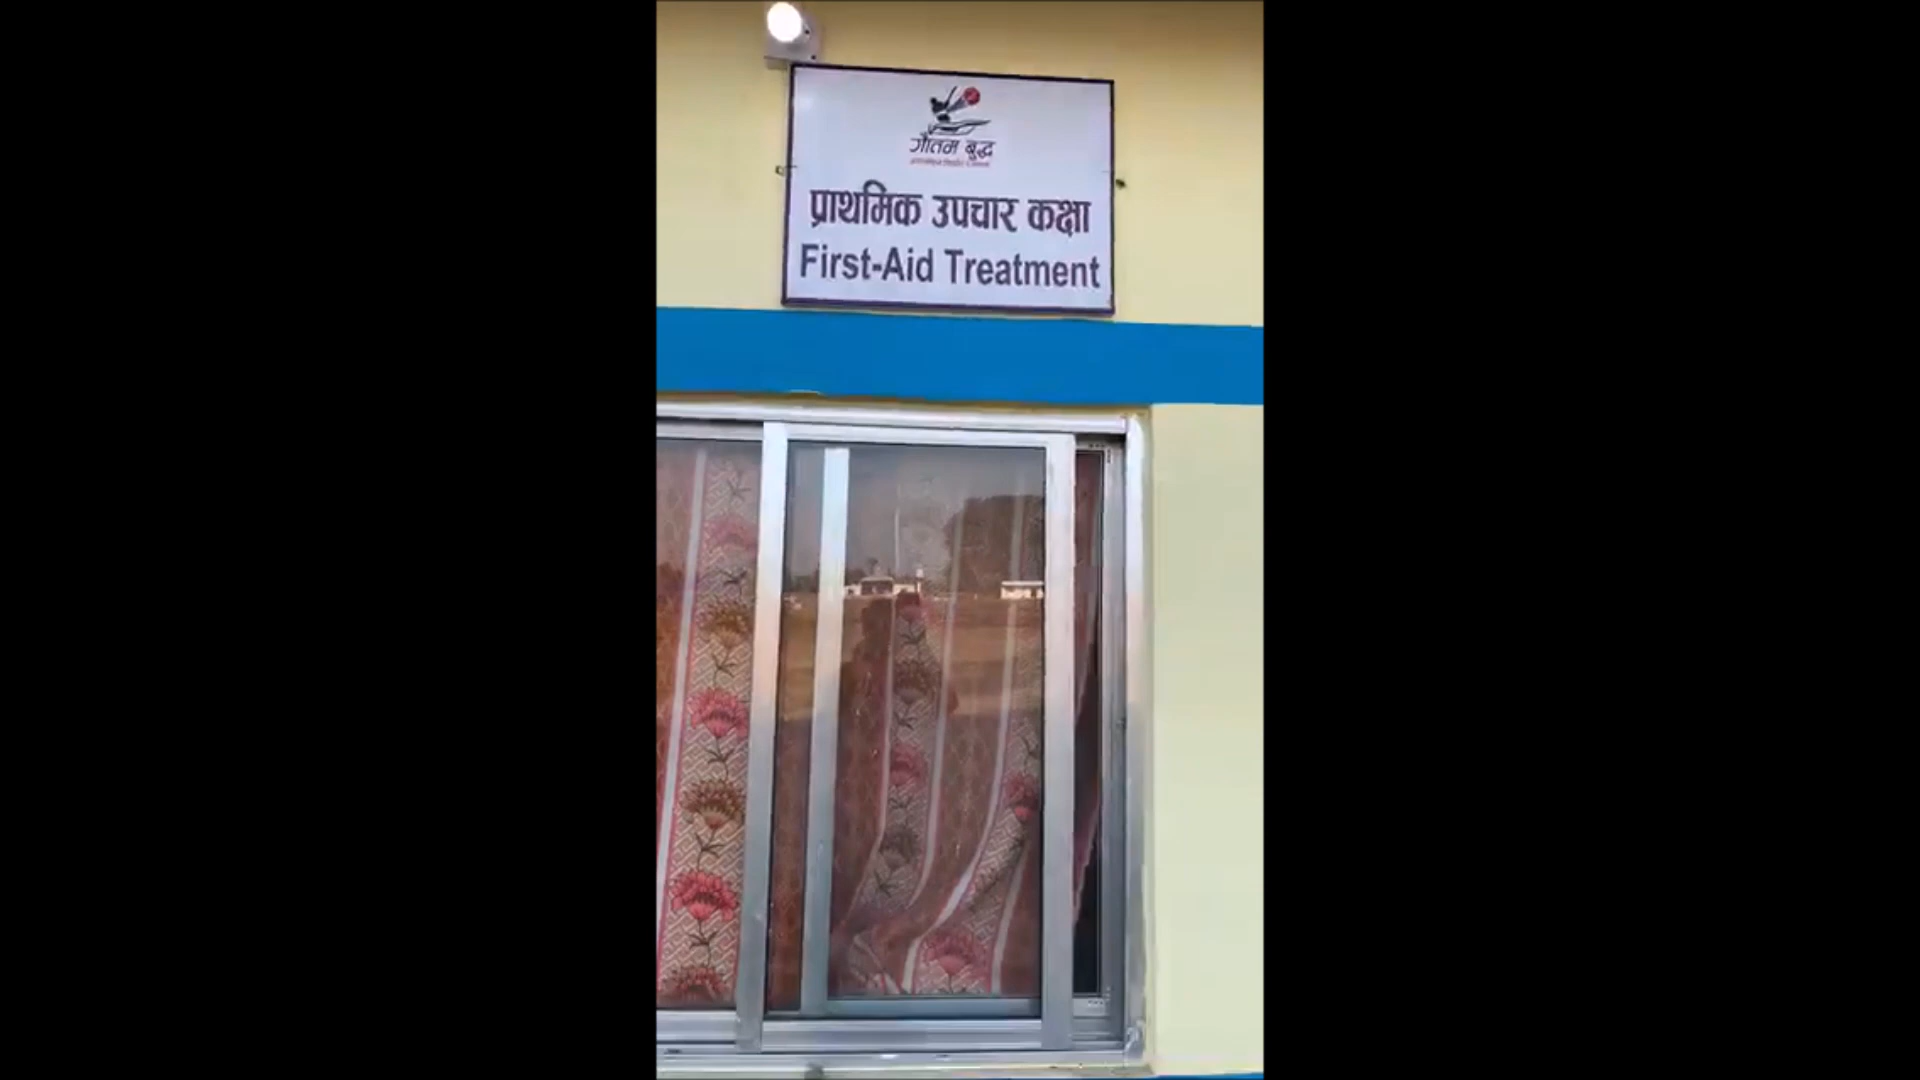 गौतम बुद्ध
प्राथमिक उपचार कक्षा
First-Aid Treatment